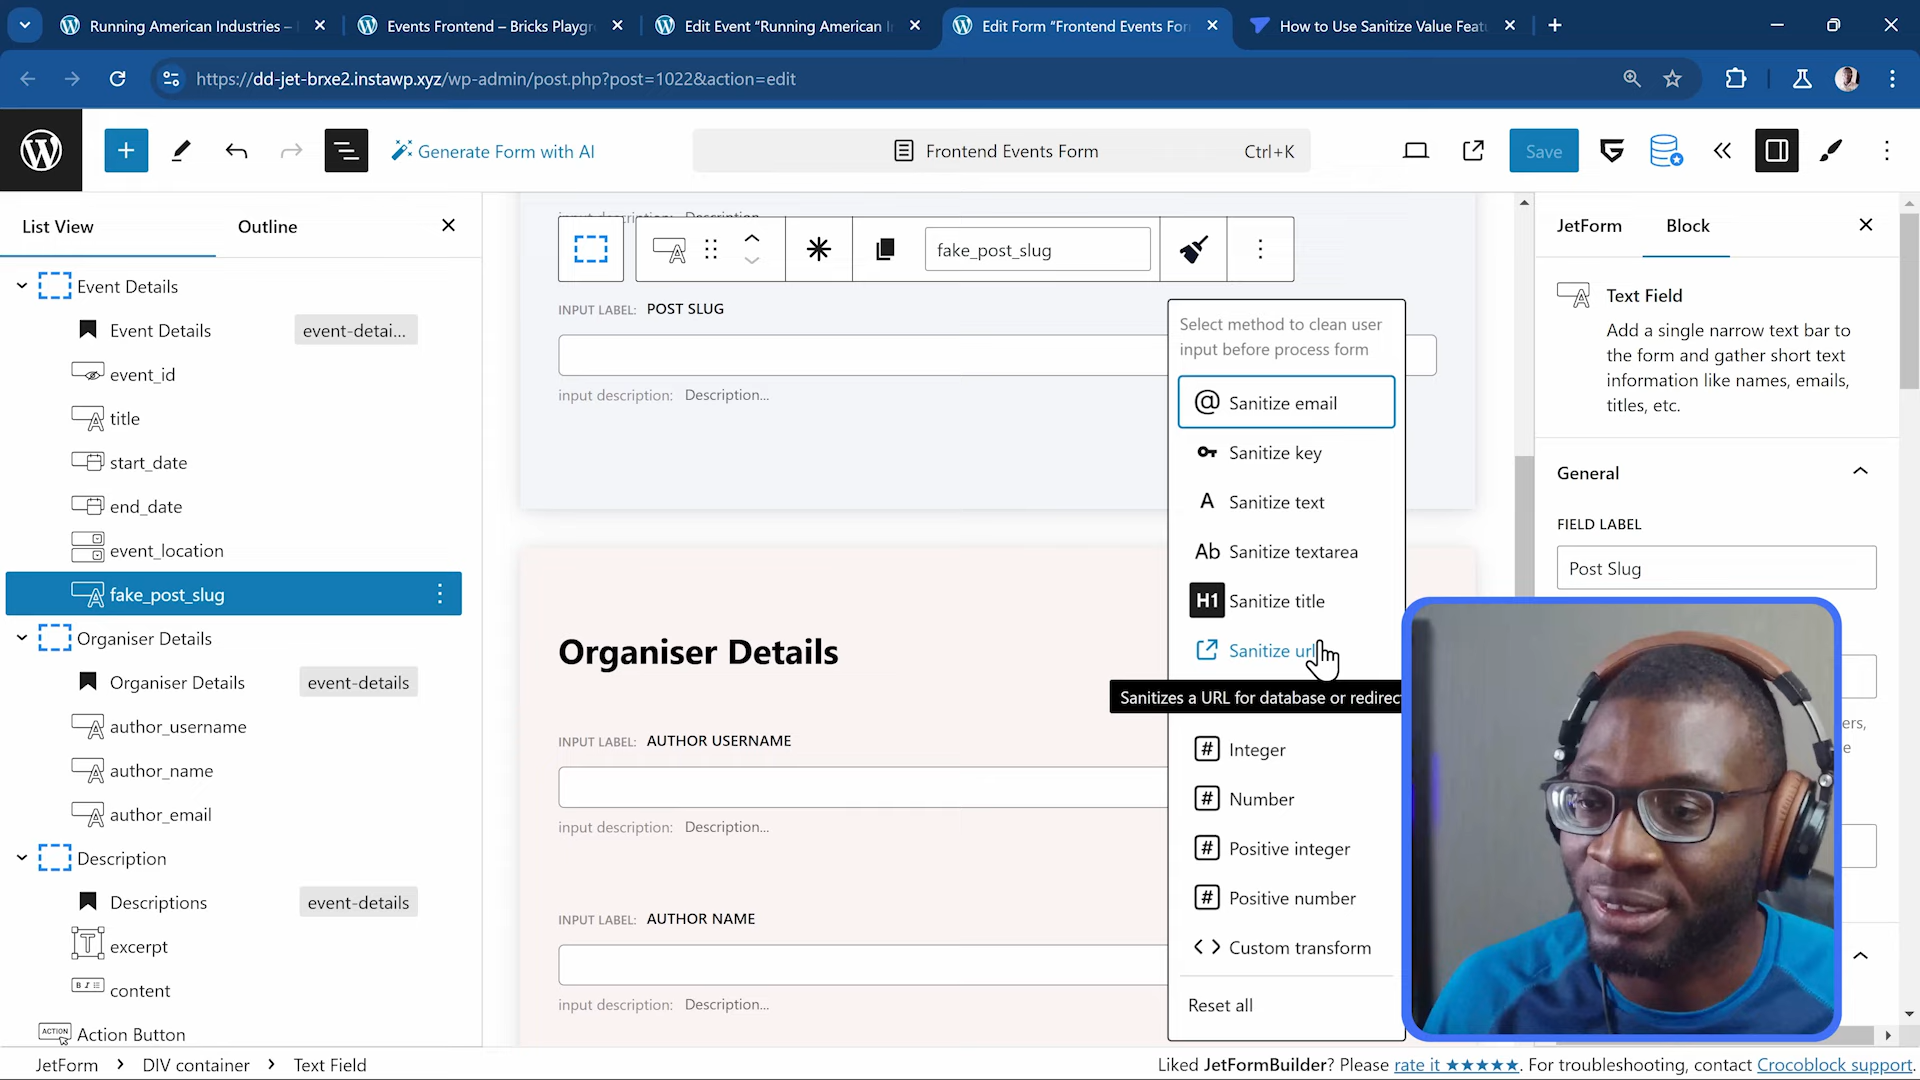 Running American Industries –
Events Frontend – Bricks Playgr
Edit Event “Running American I
Edit Form “Frontend Events For
How to Use Sanitize Value Feat
https://dd-jet-brxe2.instawp.xyz/wp-admin/post.php?post=1022&action=edit
Generate Form with AI
Frontend Events Form
Ctrl+K
Save
List View
Outline
Event Details
Event Details
event-detai...
event_id
title
start_date
end_date
event_location
fake_post_slug
Organiser Details
Organiser Details
event-details
author_username
author_name
author_email
Description
Descriptions
event-details
excerpt
content
ACTION
Action Button
input description: Description...
fake_post_slug
INPUT LABEL: POST SLUG
input description: Description...
Organiser Details
INPUT LABEL: AUTHOR USERNAME
input description: Description...
INPUT LABEL: AUTHOR NAME
input description: Description...
Select method to clean user
input before process form
Sanitize email
Sanitize key
Sanitize text
Sanitize textarea
H1 Sanitize title
Sanitize url
Sanitizes a URL for database or redirec
Integer
Number
Positive integer
Positive number
Custom transform
Reset all
JetForm
Block
Text Field
Add a single narrow text bar to
the form and gather short text
information like names, emails,
titles, etc.
General
FIELD LABEL
Post Slug
ers,
e
JetForm > DIV container > Text Field
Liked JetFormBuilder? Please rate it ★★★★★. For troubleshooting, contact Crocoblock support.